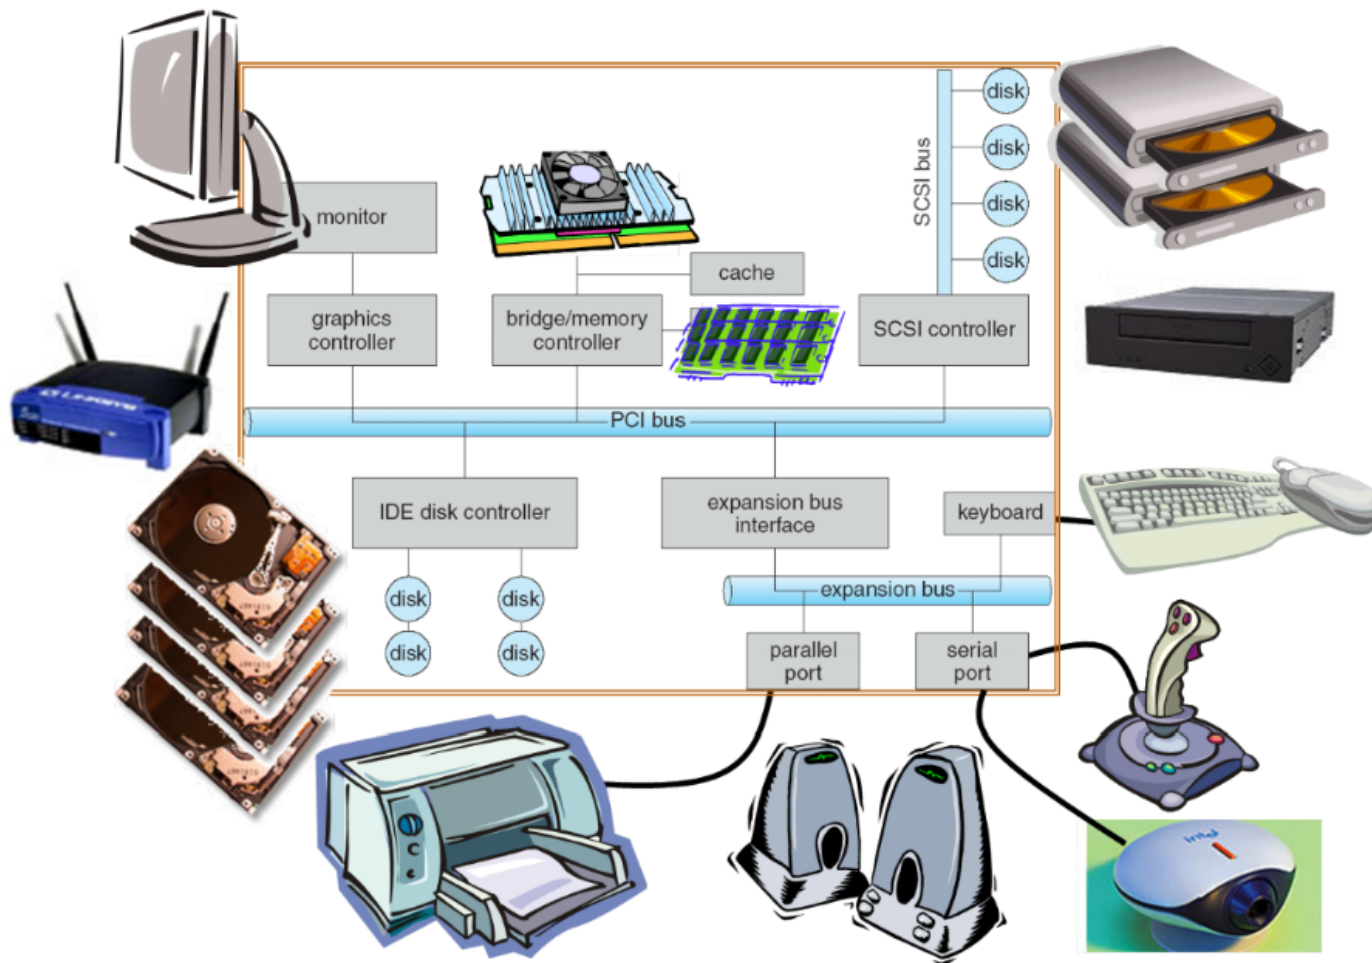 disk
SCSI bus
disk
disk
disk
monitor
cache
graphics
controller
bridge/memory
controller
SCSI controller
PCI bus
IDE disk controller
expansion bus
interface
keyboard
disk
disk
expansion bus
disk
disk
parallel
port
serial
port
intel